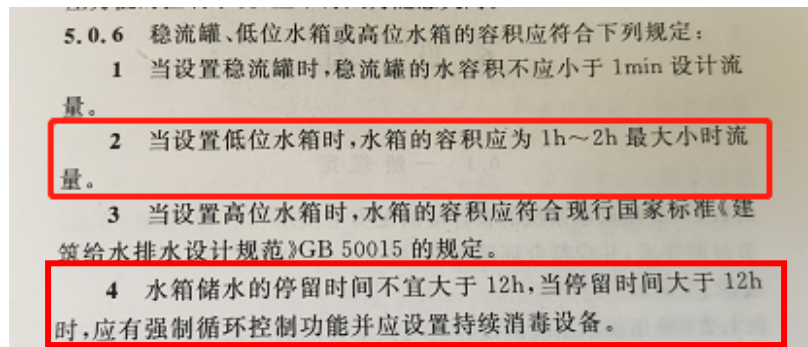 5.0.6 稳流罐、低位水箱或高位水箱的容积应符合下列规定：
1 当设置稳流罐时，稳流罐的水容积不应小于 1min 设计流
量。
2 当设置低位水箱时，水箱的容积应为 1h～2h 最大小时流
量。
3 当设置高位水箱时，水箱的容积应符合现行国家标准《建
筑给水排水设计规范》GB 50015 的规定。
4 水箱储水的停留时间不宜大于 12h，当停留时间大于 12h
时，应有强制循环控制功能并应设置持续消毒设备。